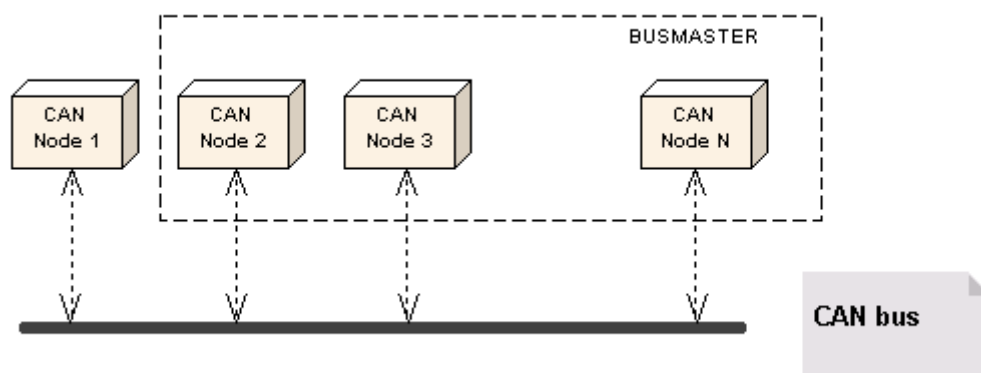 BUSMASTER
CAN
Node 1
CAN
Node 2
CAN
Node 3
CAN
Node N
CAN bus